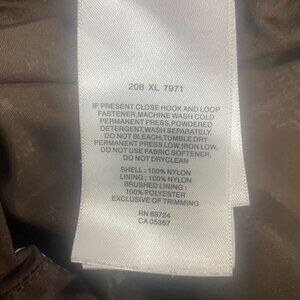 208 XL 7971
IF PRESENT CLOSE HOOK AND LOOP
FASTENER,MACHINE WASH COLD
PERMANENT PRESS,POWDERED
DETERGENT,WASH SEPARATELY,
DO NOT BLEACH,TUMBLE DRY
PERMANENT PRESS LOW,IRON LOW,
DO NOT USE FABRIC SOFTENER,
DO NOT DRYCLEAN
SHELL: 100% NYLON
LINING : 100% NYLON
BRUSHED LINING :
100% POLYESTER
EXCLUSIVE OF TRIMMING
RN 69724
CA 05367